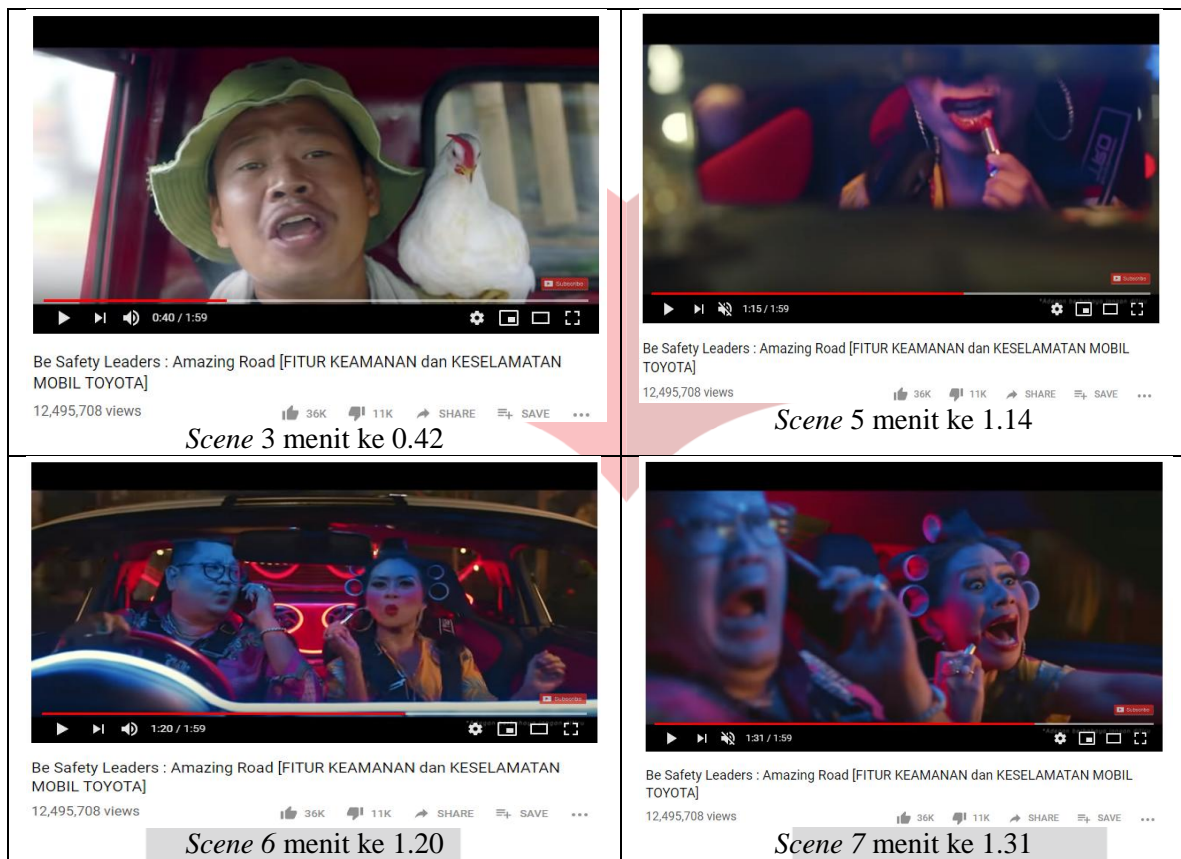 Subscribe
0:40 / 1:59
Be Safety Leaders : Amazing Road [FITUR KEAMANAN dan KESELAMATAN
MOBIL TOYOTA]
12,495,708 views 36K 11K SHARE SAVE
Scene 3 menit ke 0.42
Subscribe
1:15 / 1:59
Be Safety Leaders : Amazing Road [FITUR KEAMANAN dan KESELAMATAN MOBIL
TOYOTA]
12,495,708 views 36K 11K SHARE SAVE
Scene 5 menit ke 1.14
Subscribe
1:20 / 1:59
Be Safety Leaders : Amazing Road [FITUR KEAMANAN dan KESELAMATAN
MOBIL TOYOTA]
12,495,708 views 36K 11K SHARE SAVE
Scene 6 menit ke 1.20
Subscribe
1:31 / 1:59
Be Safety Leaders : Amazing Road [FITUR KEAMANAN dan KESELAMATAN MOBIL
TOYOTA]
12,495,708 views 36K 11K SHARE SAVE
Scene 7 menit ke 1.31